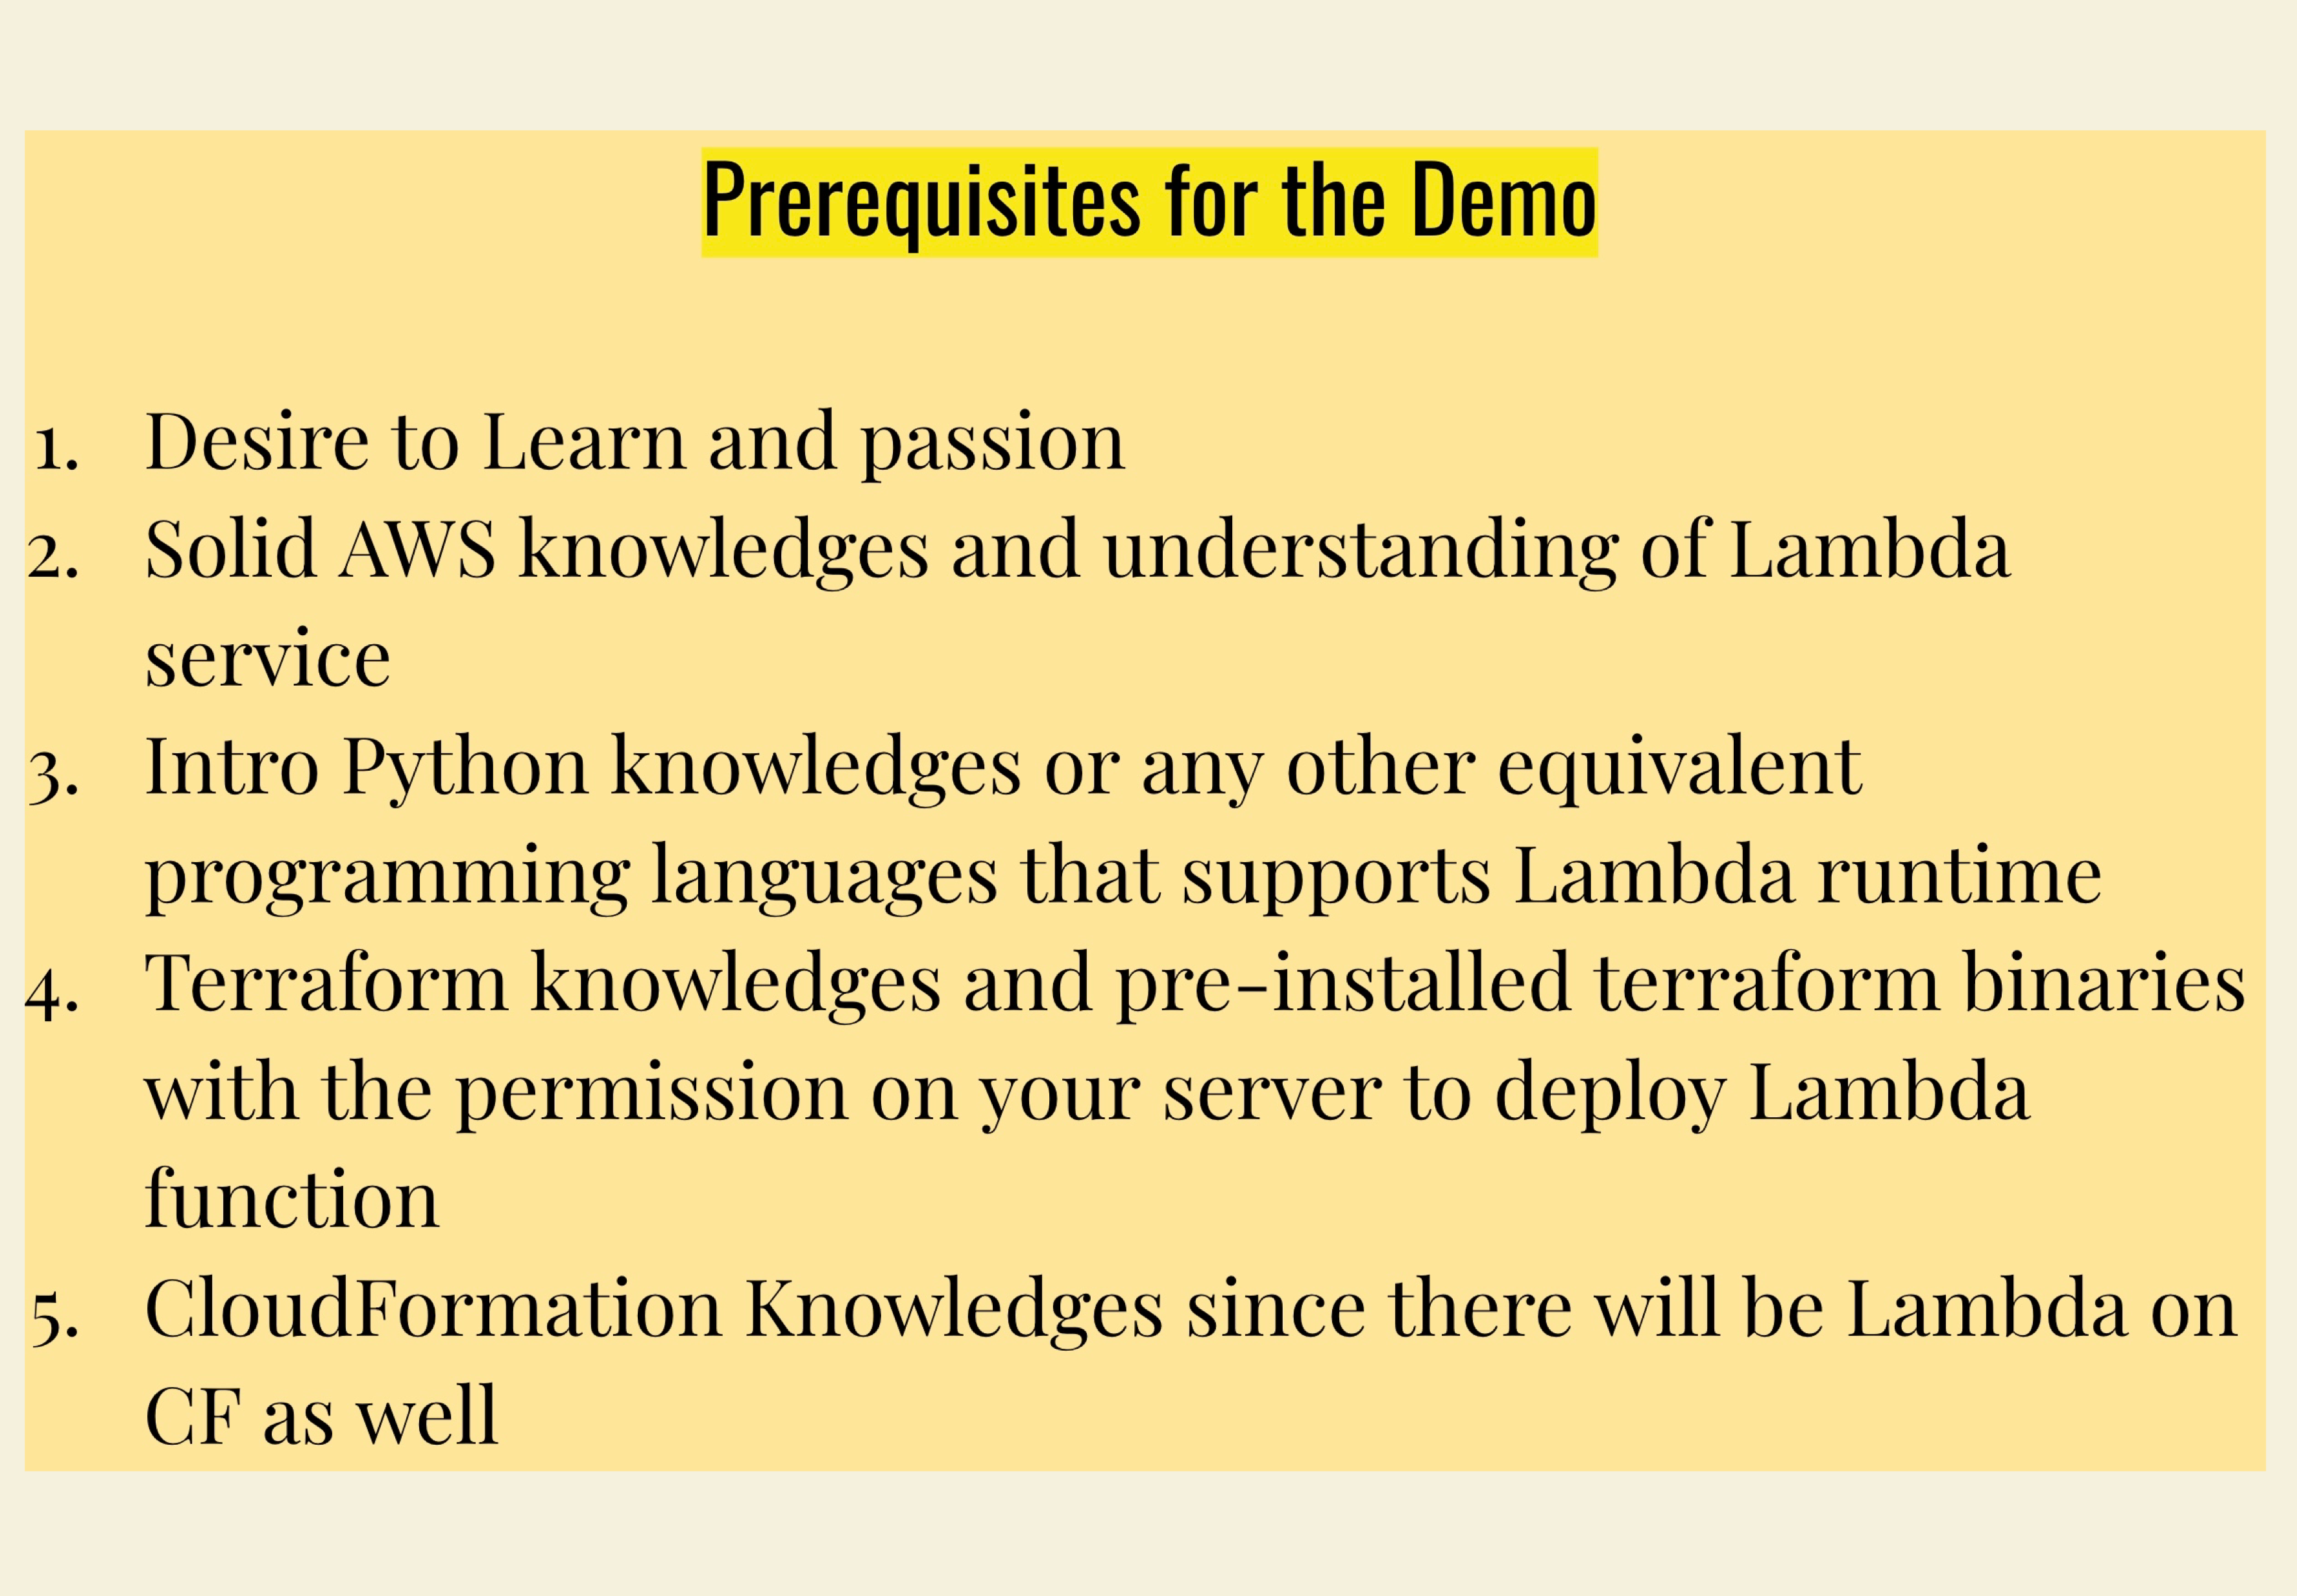 Prerequisites for the Demo
1. Desire to Learn and passion
2. Solid AWS knowledges and understanding of Lambda
service
3. Intro Python knowledges or any other equivalent
programming languages that supports Lambda runtime
4. Terraform knowledges and pre-installed terraform binaries
with the permission on your server to deploy Lambda
function
5. CloudFormation Knowledges since there will be Lambda on
CF as well